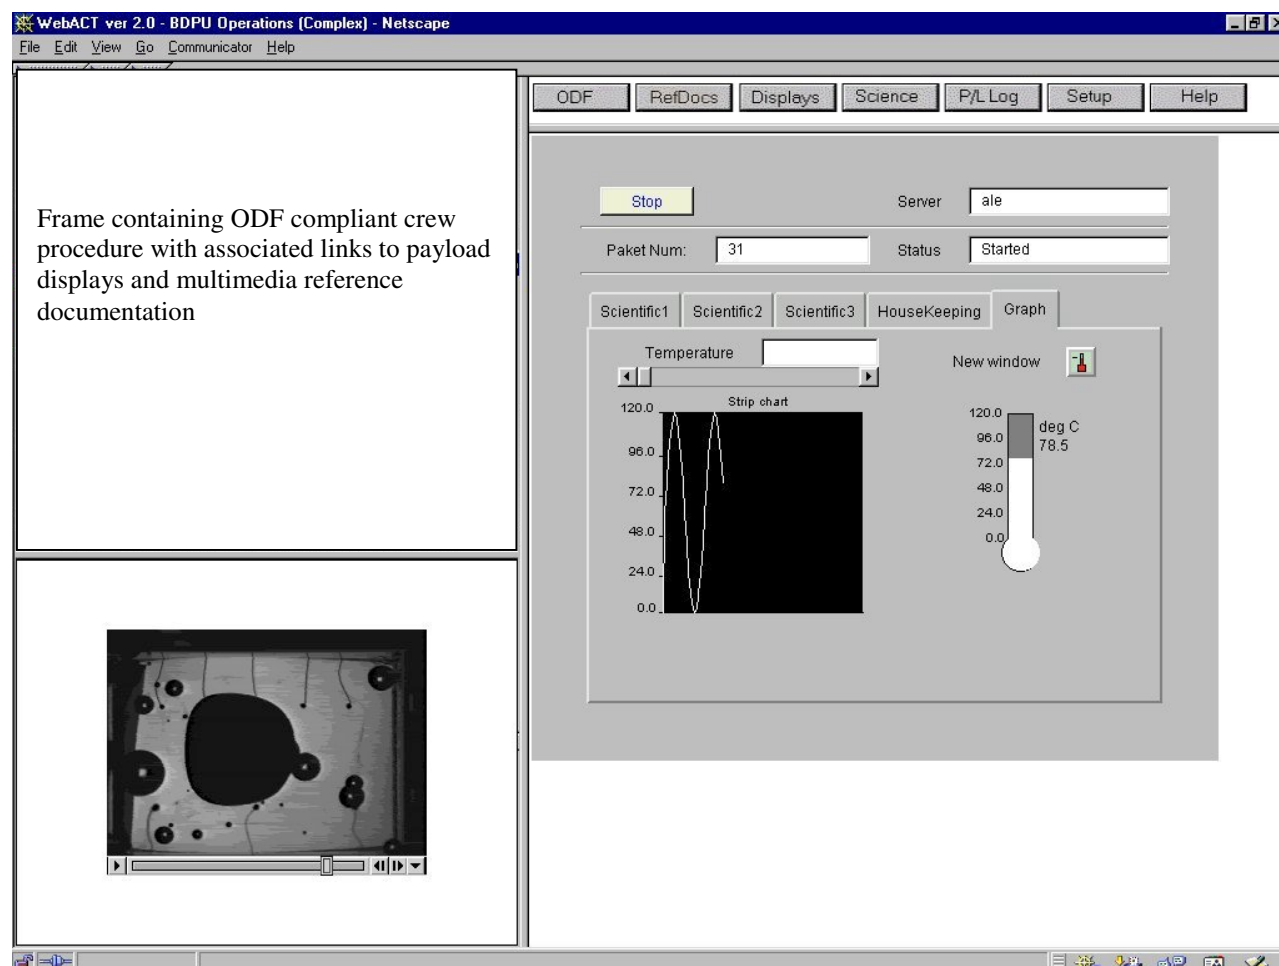 WebACT ver 2.0 - BDPU Operations (Complex) - Netscape
File Edit View Go Communicator Help
Frame containing ODF compliant crew
procedure with associated links to payload
displays and multimedia reference
documentation
ODF RefDocs Displays Science P/L Log Setup Help
Stop Server ale
Paket Num: 31 Status Started
Scientific1 Scientific2 Scientific3 HouseKeeping Graph
Temperature
New window
Strip chart
120.0
96.0
72.0
48.0
24.0
0.0
120.0
96.0
72.0
48.0
24.0
0.0
deg C
78.5